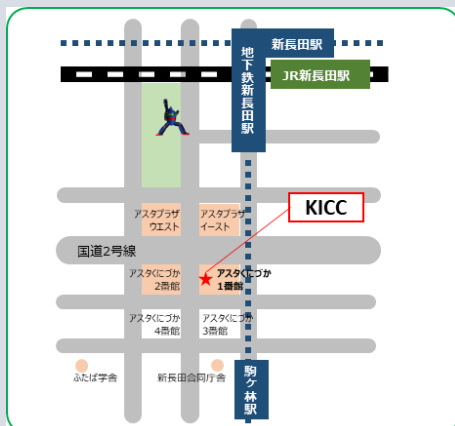 新長田駅
地下鉄新長田駅
JR新長田駅
アスタプラザ
ウエスト
アスタプラザ
イースト
KICC
国道2号線
アスタくにづか
2番館
アスタくにづか
1番館
アスタくにづか
4番館
アスタくにづか
3番館
ふたば学舎
新長田合同庁舎
駒ケ林駅